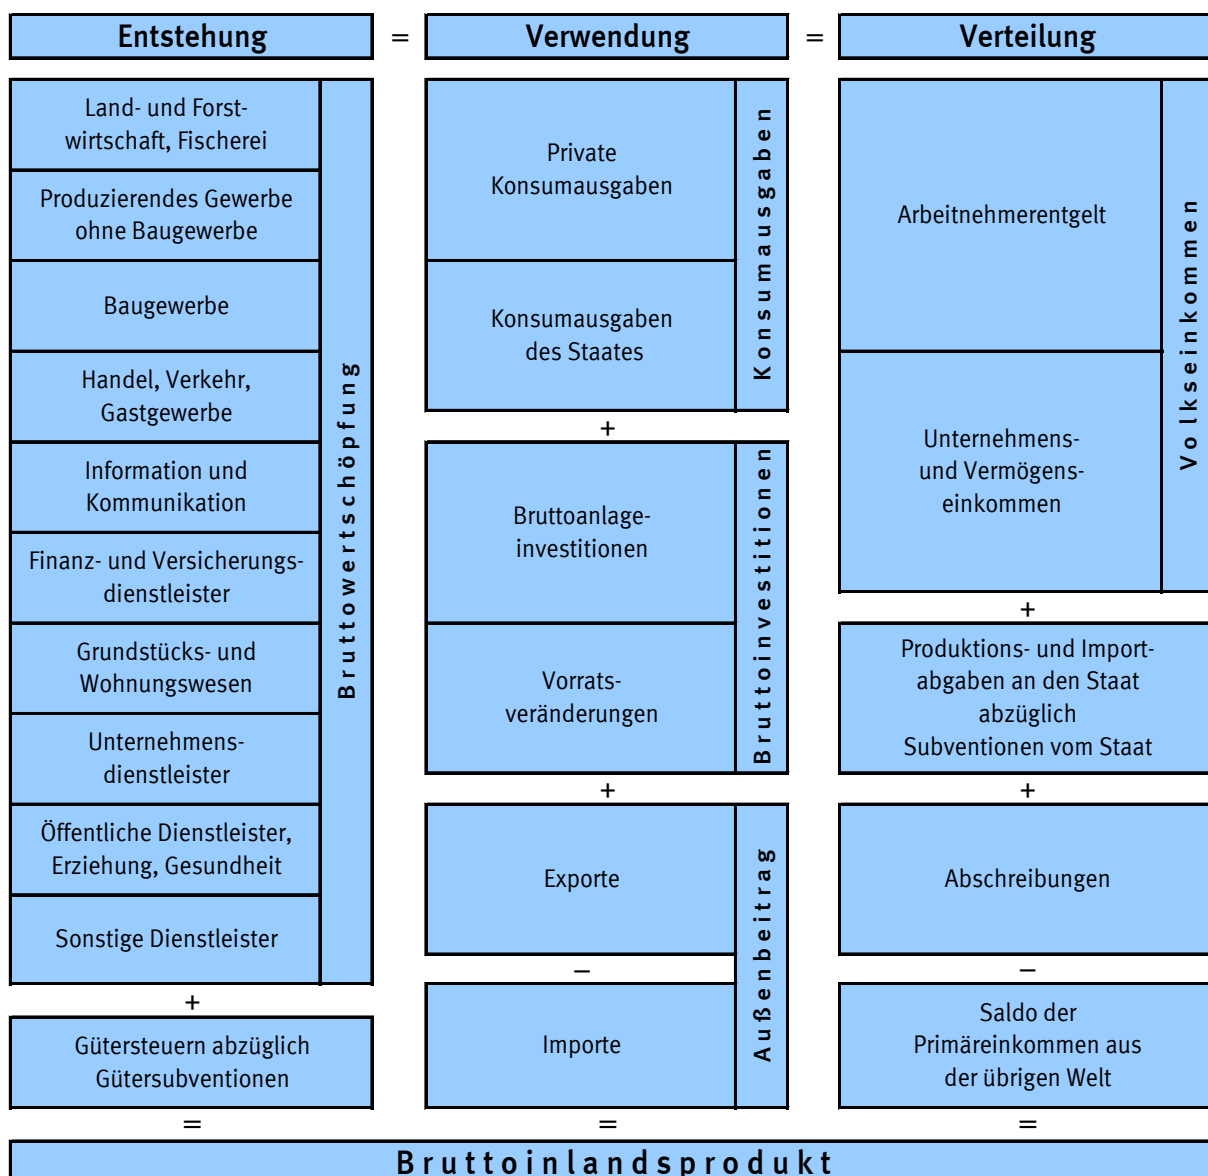 Entstehung = Verwendung = Verteilung
Land- und Forst-
wirtschaft, Fischerei
Produzierendes Gewerbe
ohne Baugewerbe
Baugewerbe
Handel, Verkehr,
Gastgewerbe
Information und
Kommunikation
Finanz- und Versicherungs-
dienstleister
Grundstücks- und
Wohnungswesen
Unternehmens-
dienstleister
Öffentliche Dienstleister,
Erziehung, Gesundheit
Sonstige Dienstleister
Bruttowertschöpfung
+
Gütersteuern abzüglich
Gütersubventionen
=
Private
Konsumausgaben
Konsumausgaben
des Staates
Konsumausgaben
+
Bruttoanlage-
investitionen
Vorrats-
veränderungen
Bruttoinvestitionen
+
Exporte
–
Importe
Außenbeitrag
=
Arbeitnehmerentgelt
Unternehmens-
und Vermögens-
einkommen
Volkseinkommen
+
Produktions- und Import-
abgaben an den Staat
abzüglich
Subventionen vom Staat
+
Abschreibungen
–
Saldo der
Primäreinkommen aus
der übrigen Welt
=
Bruttoinlandsprodukt